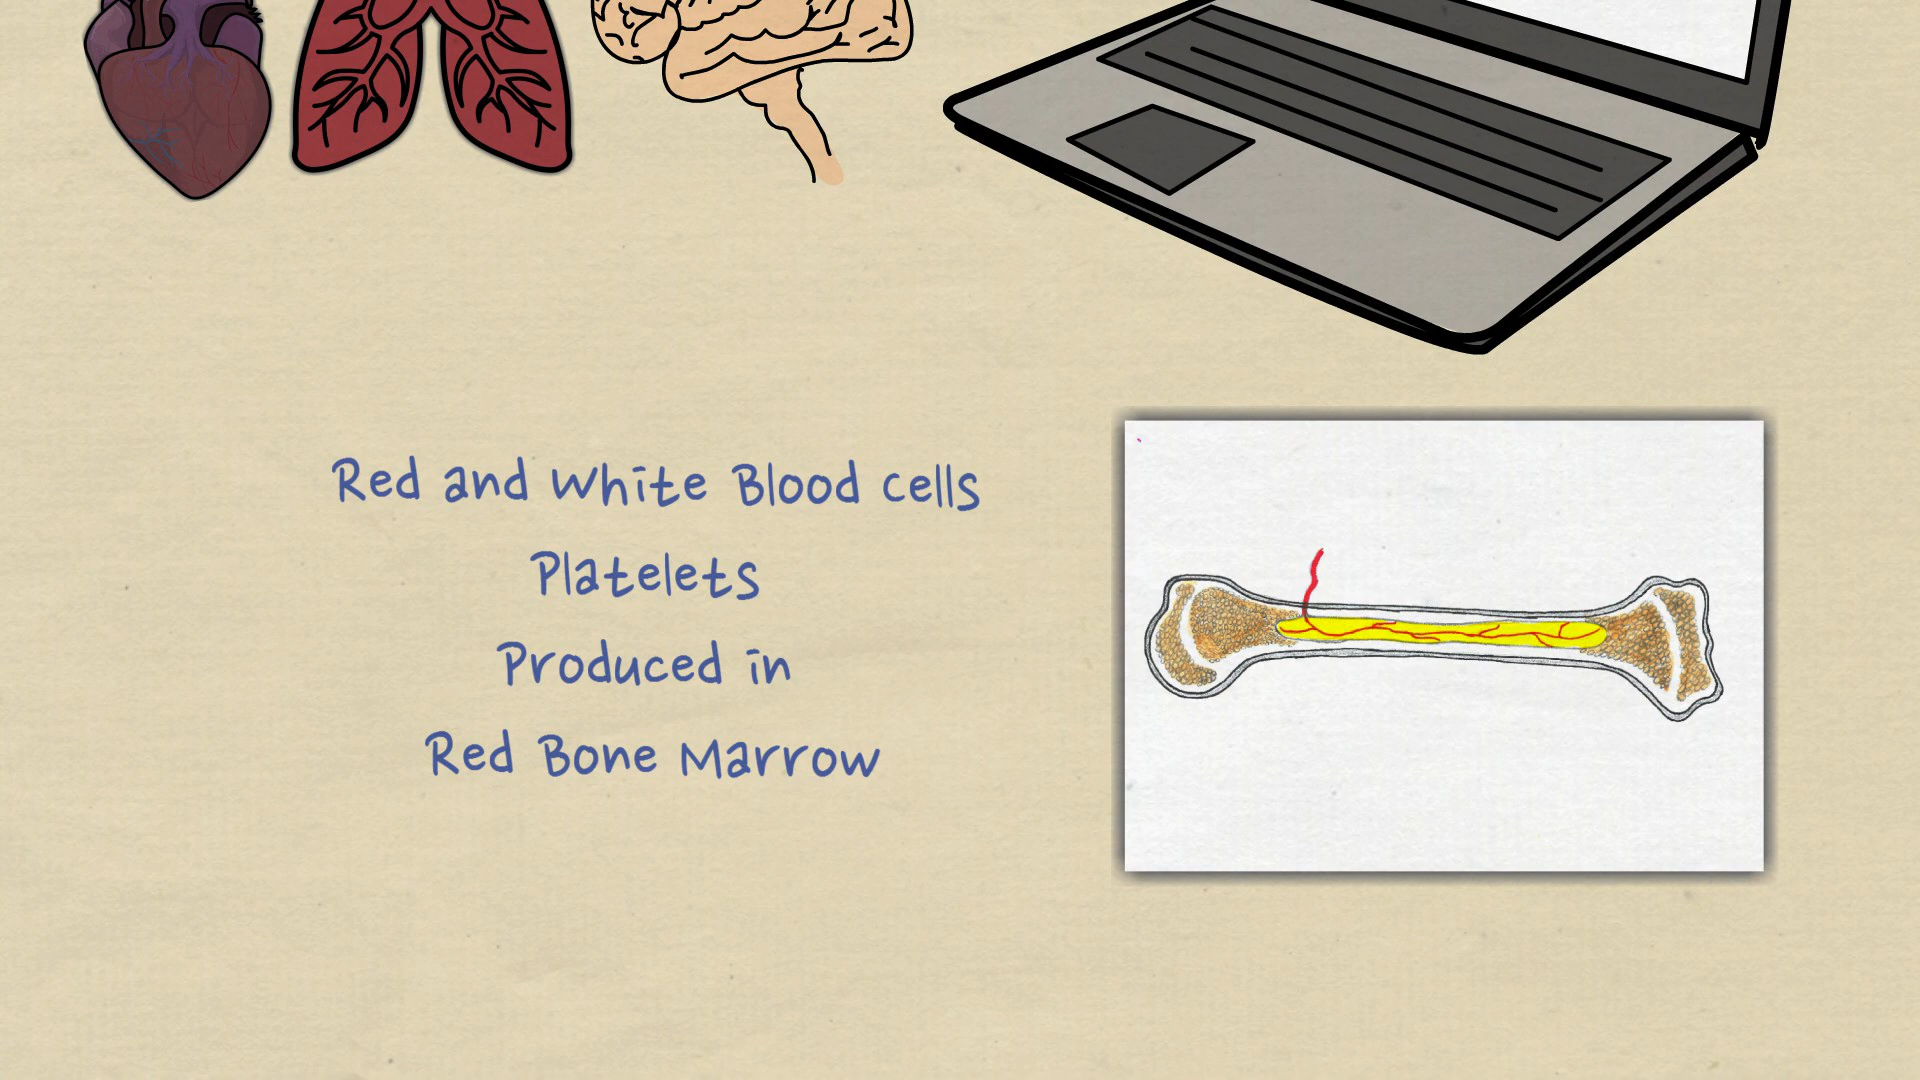 Red and White Blood cells
Platelets
Produced in
Red Bone Marrow